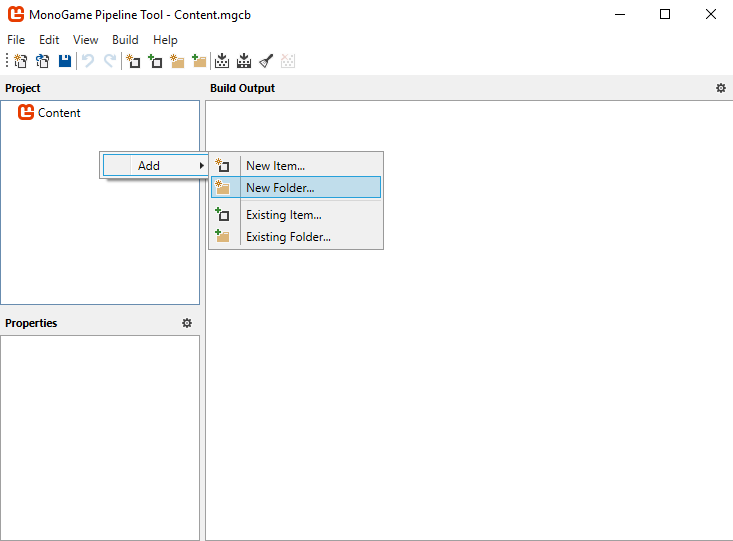 MonoGame Pipeline Tool - Content.mgcb
File Edit View Build Help
Project
Build Output
Content
Add
New Item...
New Folder...
Existing Item...
Existing Folder...
Properties